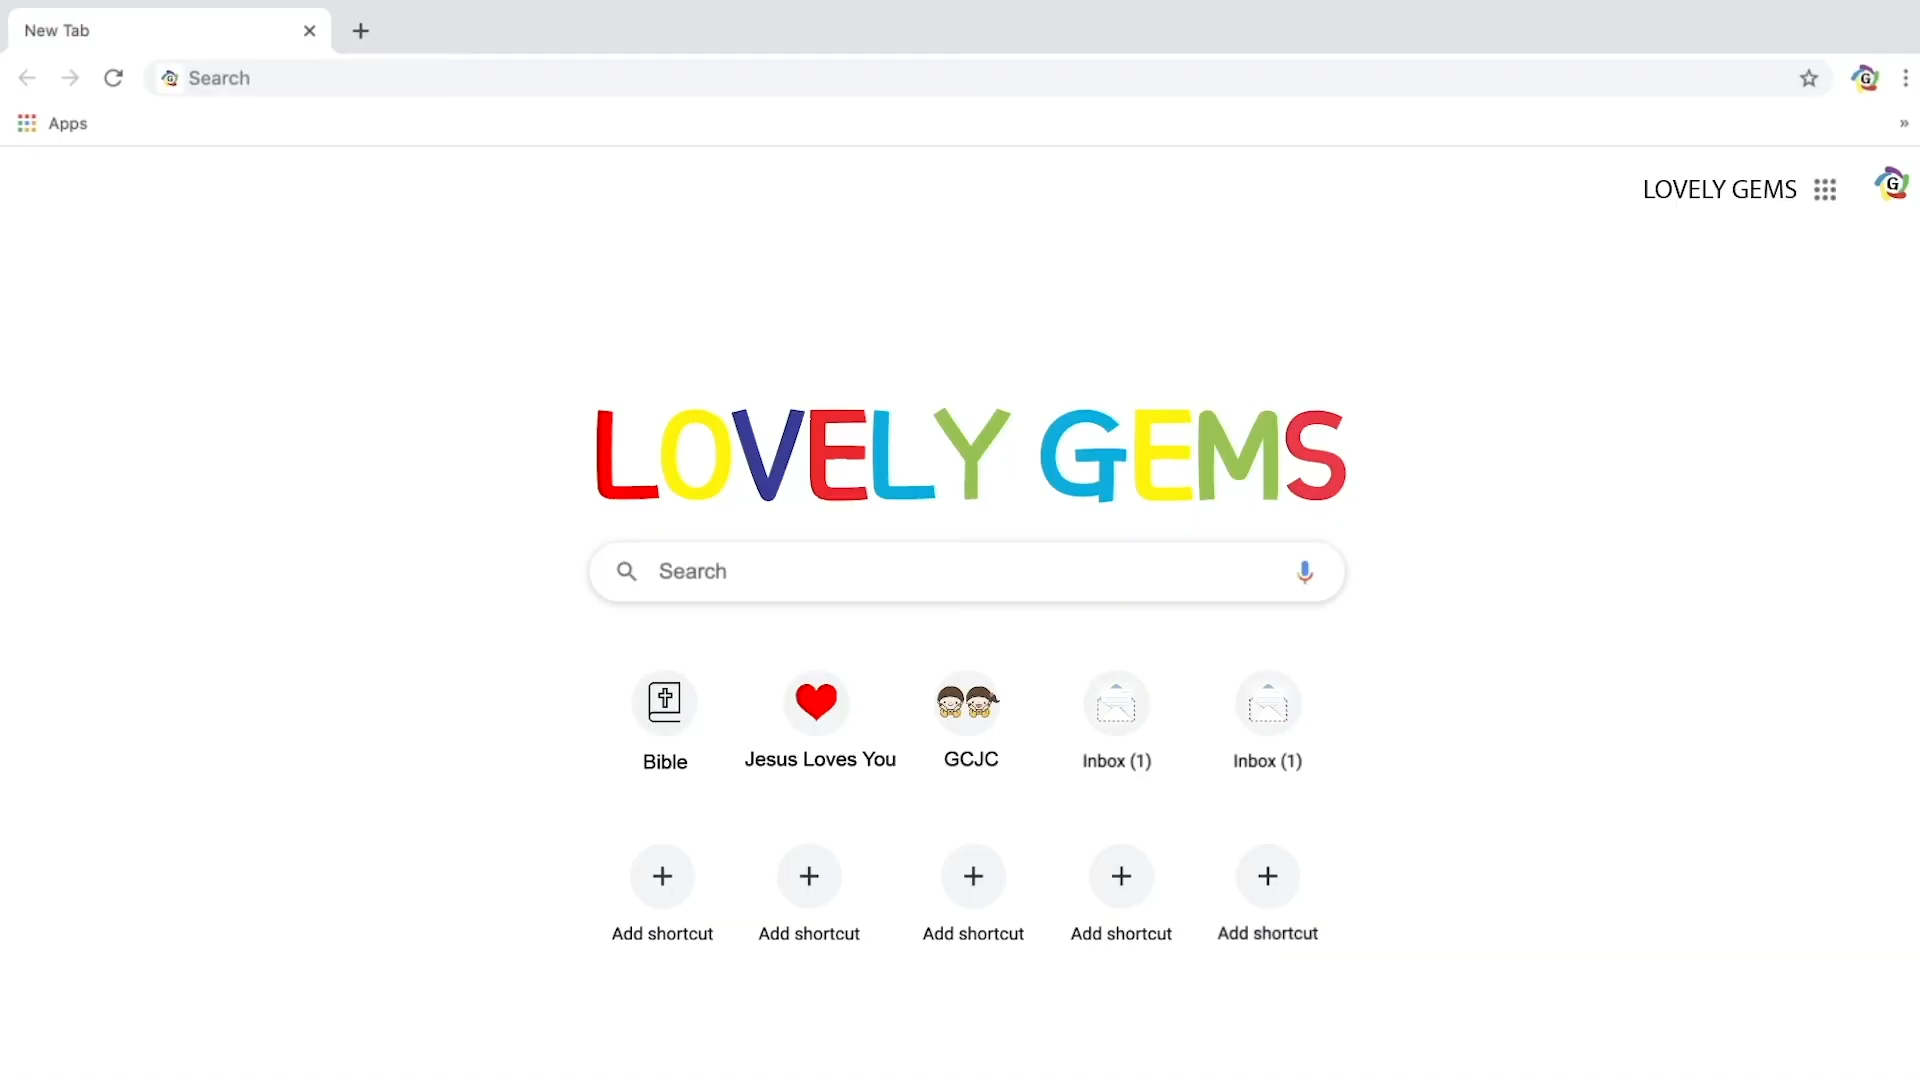 New Tab
Search
Apps
LOVELY GEMS
G
G
LOVELY GEMS
Search
Bible
Jesus Loves You
GCJC
Inbox (1)
Inbox (1)
Add shortcut
Add shortcut
Add shortcut
Add shortcut
Add shortcut